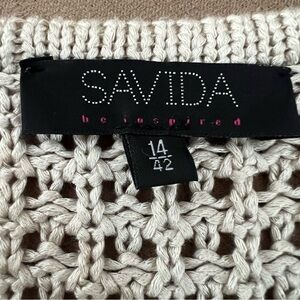 SAVIDA
be inspired
14
42